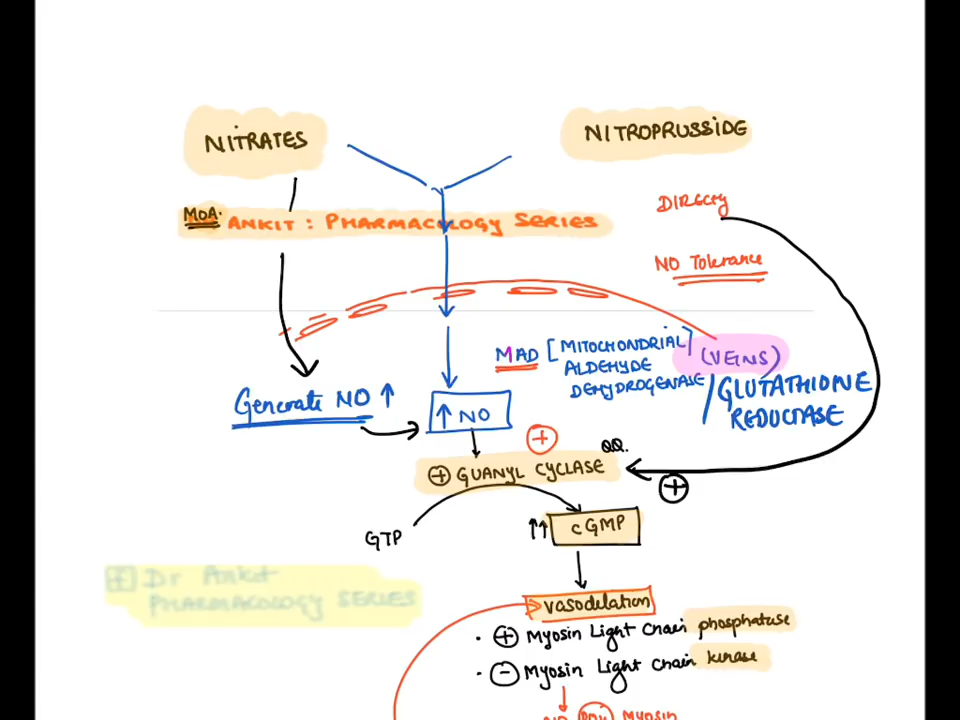 NITRATES
NITROPRUSSIDE
MOA.
ANKIT : PHARMACOLOGY SERIES
DIRECTLY
NO Tolerance
MAD [MITOCHONDRIAL ALDEHYDE DEHYDROGENASE]
(VEINS)
/ GLUTATHIONE REDUCTASE
Generate NO ↑
↑ NO
+
QQ.
+ GUANYL CYCLASE
+
GTP
↑↑ cGMP
+ Dr Ankit
PHARMACOLOGY SERIES
vasodelation
· + Myosin Light Chain phosphatase
· - Myosin Light Chain kinase
MYOSIN